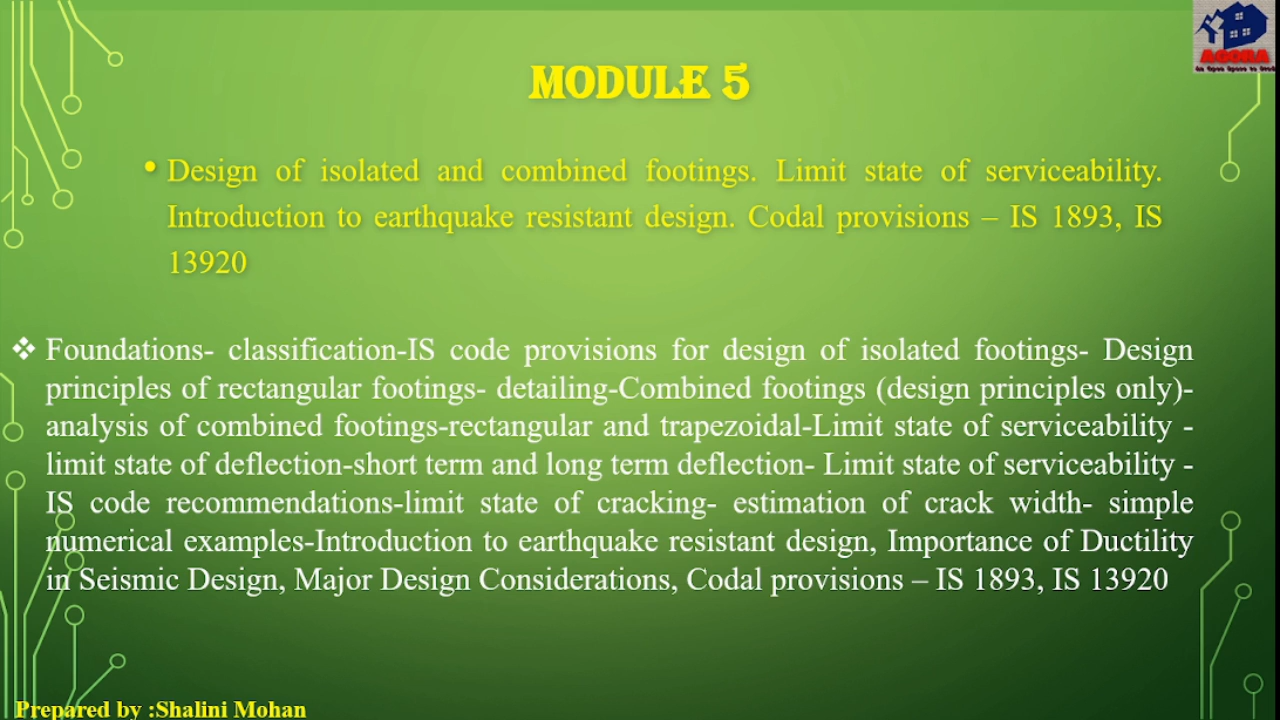 AGORA
MODULE 5
• Design of isolated and combined footings. Limit state of serviceability.
Introduction to earthquake resistant design. Codal provisions – IS 1893, IS
13920
❖ Foundations- classification-IS code provisions for design of isolated footings- Design
principles of rectangular footings- detailing-Combined footings (design principles only)-
analysis of combined footings-rectangular and trapezoidal-Limit state of serviceability -
limit state of deflection-short term and long term deflection- Limit state of serviceability -
IS code recommendations-limit state of cracking- estimation of crack width- simple
numerical examples-Introduction to earthquake resistant design, Importance of Ductility
in Seismic Design, Major Design Considerations, Codal provisions – IS 1893, IS 13920
Prepared by :Shalini Mohan